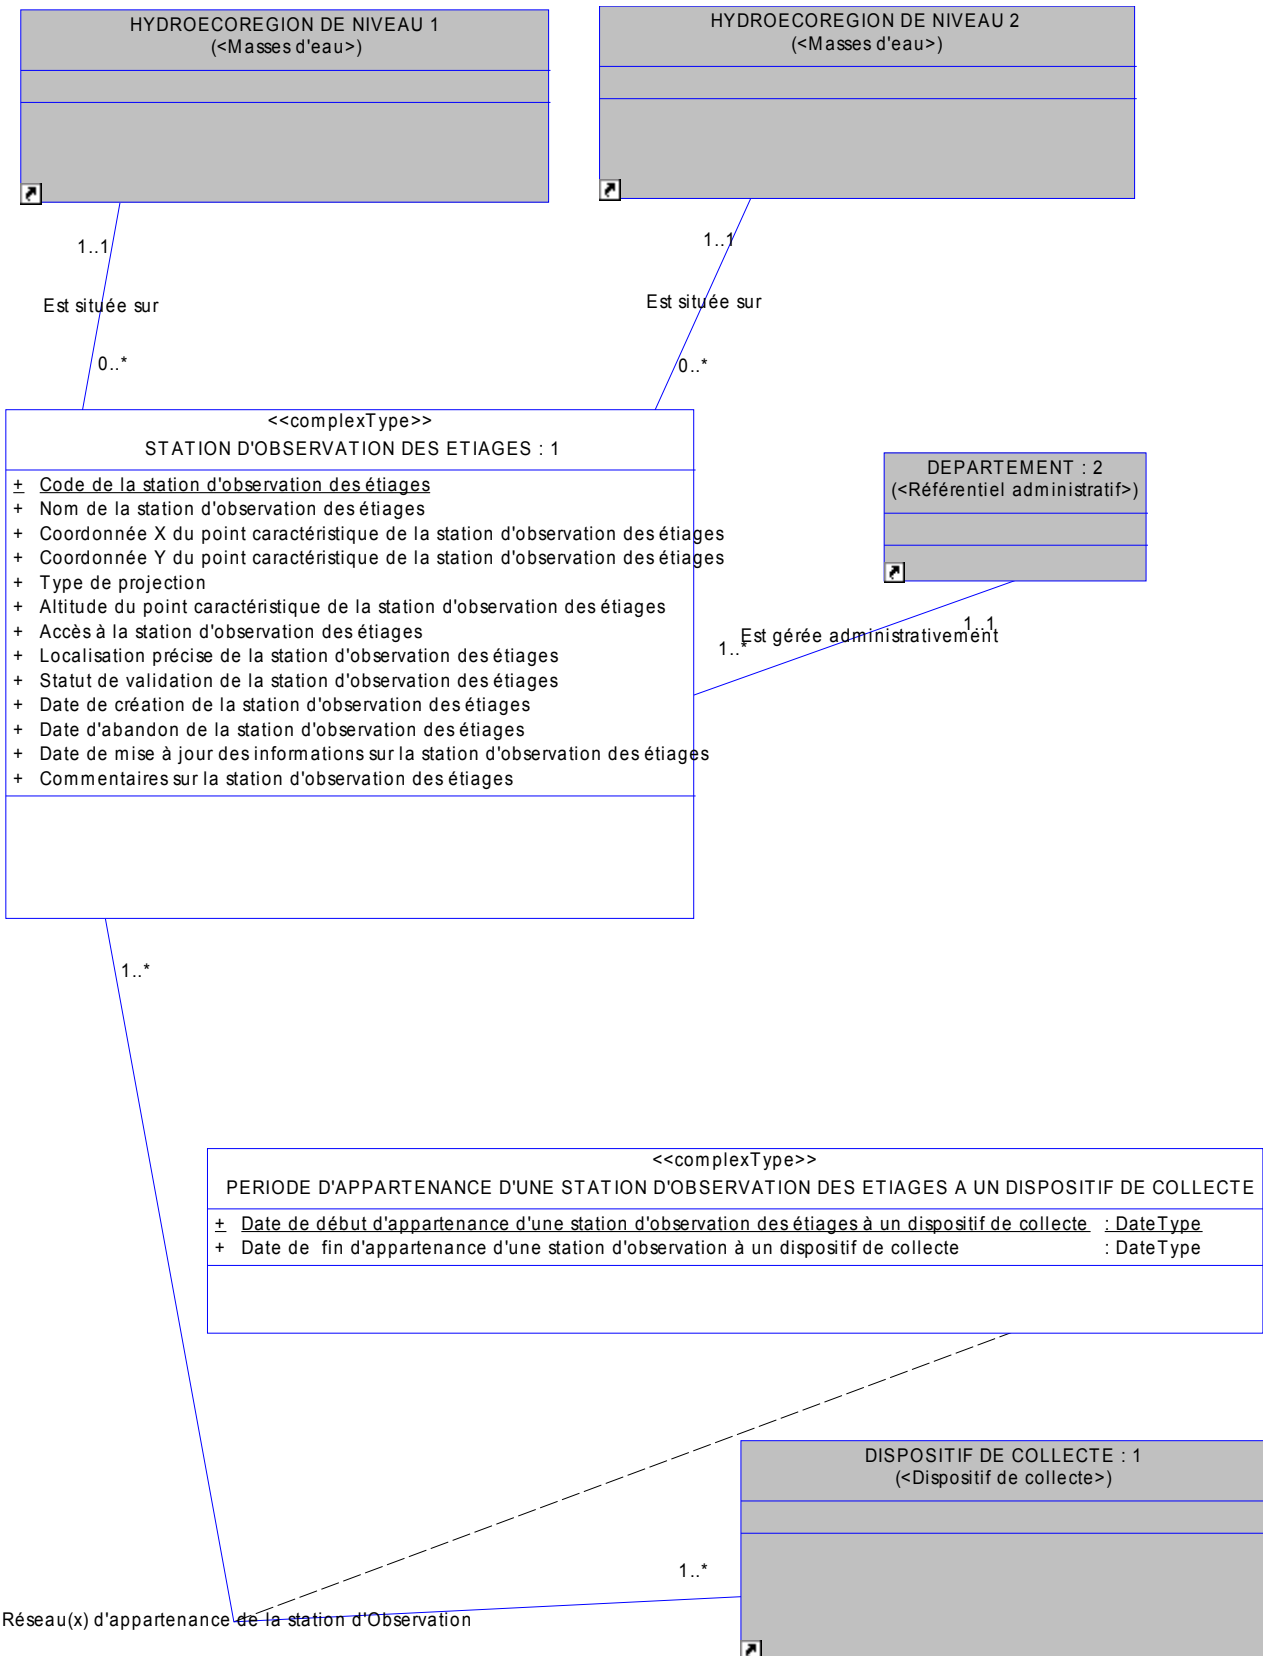 HYDROECOREGION DE NIVEAU 1
(<Masses d'eau>)
HYDROECOREGION DE NIVEAU 2
(<Masses d'eau>)
1..1
Est située sur
0..*
1..1
Est située sur
0..*
<<complexType>>
STATION D'OBSERVATION DES ETIAGES : 1
+ Code de la station d'observation des étiages
+ Nom de la station d'observation des étiages
+ Coordonnée X du point caractéristique de la station d'observation des étiages
+ Coordonnée Y du point caractéristique de la station d'observation des étiages
+ Type de projection
+ Altitude du point caractéristique de la station d'observation des étiages
+ Accès à la station d'observation des étiages
+ Localisation précise de la station d'observation des étiages
+ Statut de validation de la station d'observation des étiages
+ Date de création de la station d'observation des étiages
+ Date d'abandon de la station d'observation des étiages
+ Date de mise à jour des informations sur la station d'observation des étiages
+ Commentaires sur la station d'observation des étiages
DEPARTEMENT : 2
(<Référentiel administratif>)
1..1
Est gérée administrativement
1..*
1..*
<<complexType>>
PERIODE D'APPARTENANCE D'UNE STATION D'OBSERVATION DES ETIAGES A UN DISPOSITIF DE COLLECTE
+ Date de début d'appartenance d'une station d'observation des étiages à un dispositif de collecte : DateType
+ Date de fin d'appartenance d'une station d'observation à un dispositif de collecte : DateType
DISPOSITIF DE COLLECTE : 1
(<Dispositif de collecte>)
1..*
Réseau(x) d'appartenance de la station d'Observation